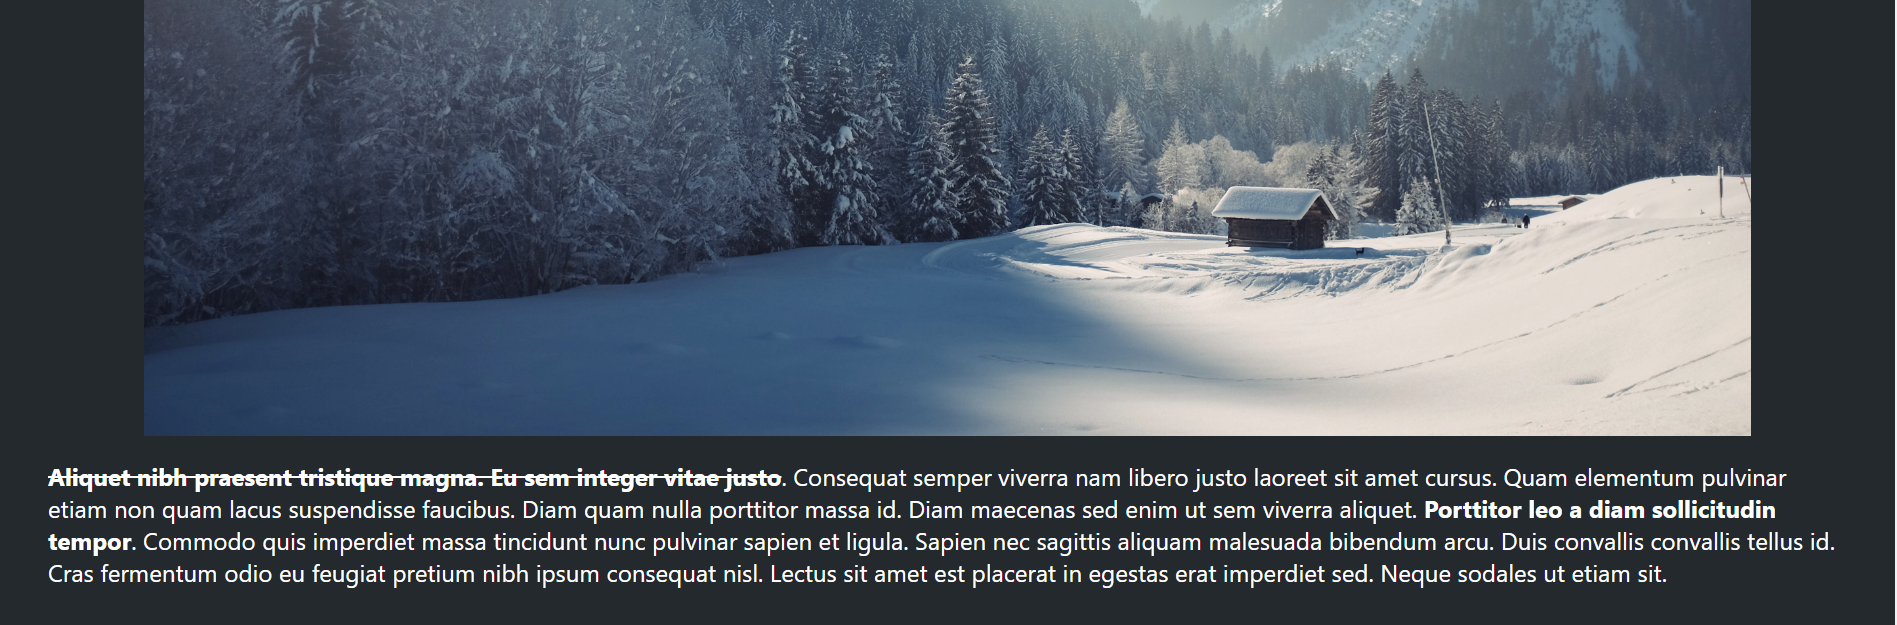 Aliquet nibh praesent tristique magna. Eu sem integer vitae justo. Consequat semper viverra nam libero justo laoreet sit amet cursus. Quam elementum pulvinar
etiam non quam lacus suspendisse faucibus. Diam quam nulla porttitor massa id. Diam maecenas sed enim ut sem viverra aliquet. Porttitor leo a diam sollicitudin
tempor. Commodo quis imperdiet massa tincidunt nunc pulvinar sapien et ligula. Sapien nec sagittis aliquam malesuada bibendum arcu. Duis convallis convallis tellus id.
Cras fermentum odio eu feugiat pretium nibh ipsum consequat nisl. Lectus sit amet est placerat in egestas erat imperdiet sed. Neque sodales ut etiam sit.